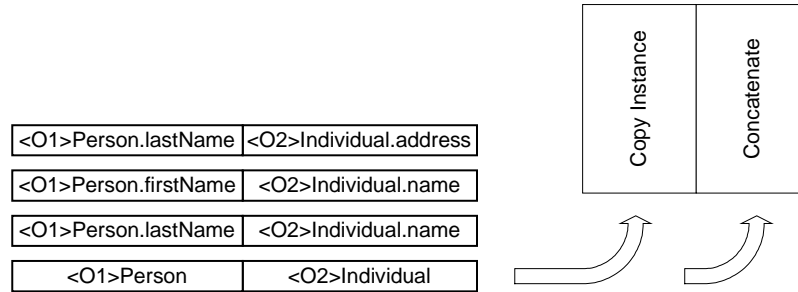 Copy Instance
Concatenate
<O1>Person.lastName <O2>Individual.address
<O1>Person.firstName <O2>Individual.name
<O1>Person.lastName <O2>Individual.name
<O1>Person <O2>Individual